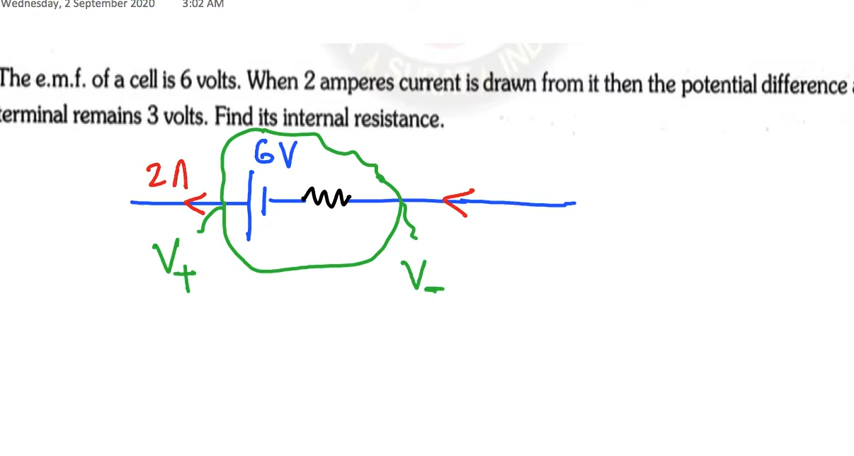 Wednesday, 2 September 2020 3:02 AM
The e.m.f. of a cell is 6 volts. When 2 amperes current is drawn from it then the potential difference
terminal remains 3 volts. Find its internal resistance.
6V
2A
V+
V-